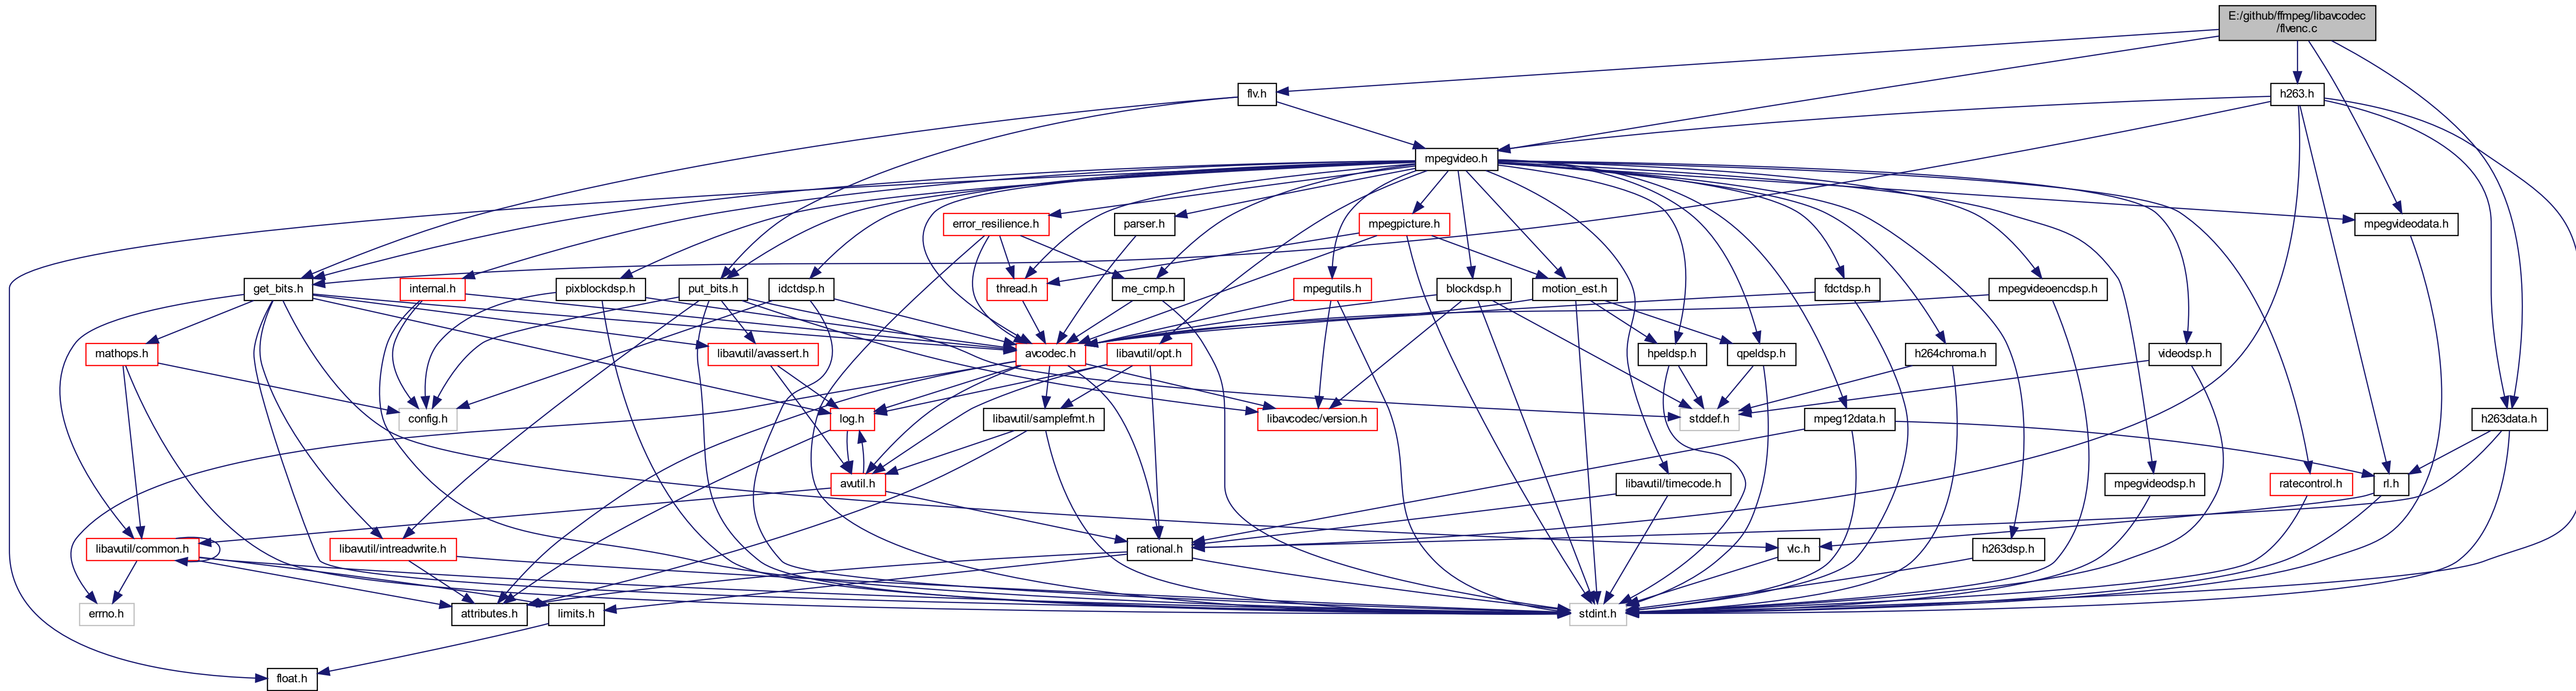 E:/github/ffmpeg/libavcodec
/flvenc.c
flv.h
h263.h
mpegvideo.h
error_resilience.h
parser.h
mpegpicture.h
mpegvideodata.h
get_bits.h
internal.h
pixblockdsp.h
put_bits.h
idctdsp.h
thread.h
me_cmp.h
mpegutils.h
blockdsp.h
motion_est.h
fdctdsp.h
mpegvideoencdsp.h
mathops.h
libavutil/avassert.h
avcodec.h
libavutil/opt.h
hpeldsp.h
qpeldsp.h
h264chroma.h
videodsp.h
config.h
log.h
libavutil/samplefmt.h
libavcodec/version.h
stddef.h
mpeg12data.h
h263data.h
avutil.h
libavutil/timecode.h
mpegvideodsp.h
ratecontrol.h
rl.h
libavutil/common.h
libavutil/intreadwrite.h
rational.h
vlc.h
h263dsp.h
errno.h
attributes.h
limits.h
stdint.h
float.h